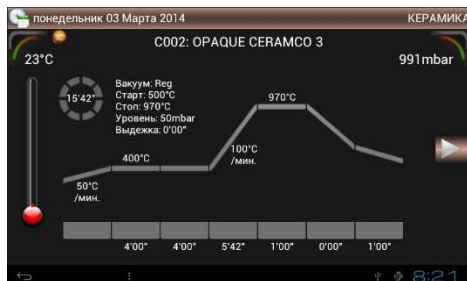 понедельник 03 Марта 2014
КЕРАМИКА
C002: OPAQUE CERAMCO 3
23°C
991mbar
15'42"
Вакуум: Reg
Старт: 500°C
Стоп: 970°C
Уровень: 50mbar
Выдежка: 0'00"
970°C
400°C
100°C
/мин.
50°C
/мин.
4'00"
4'00"
5'42"
1'00"
0'00"
1'00"
8:21